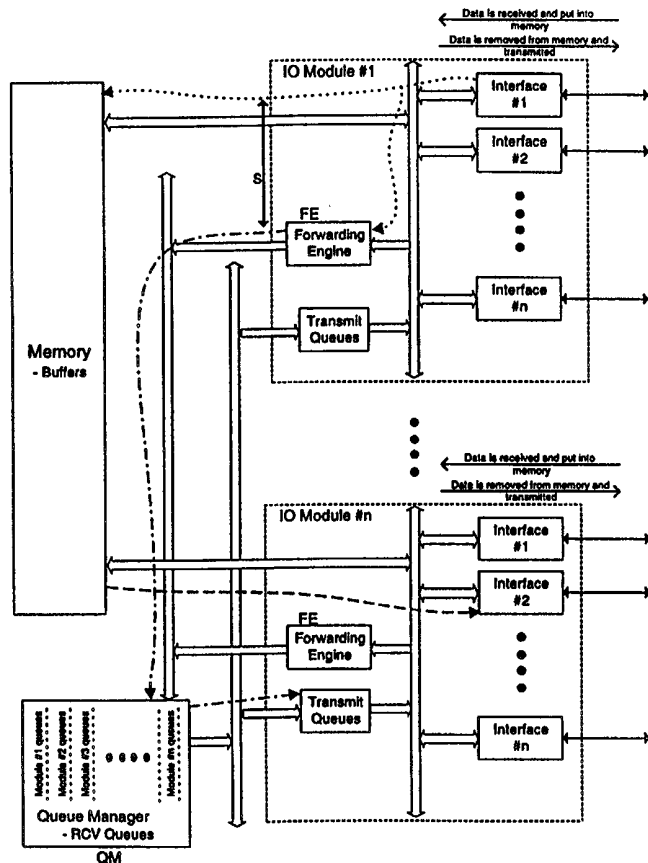 Data is received and put into
memory
Data is removed from memory and
transmitted
IO Module #1
Interface
#1
Interface
#2
S
FE
Forwarding
Engine
Interface
#n
Transmit
Queues
Memory
- Buffers
Data is received and put into
memory
Data is removed from memory and
transmitted
IO Module #n
Interface
#1
Interface
#2
FE
Forwarding
Engine
Transmit
Queues
Interface
#n
Module #1 queues
Module #2 queues
Module #3 queues
Module #n queues
Queue Manager
- RCV Queues
QM